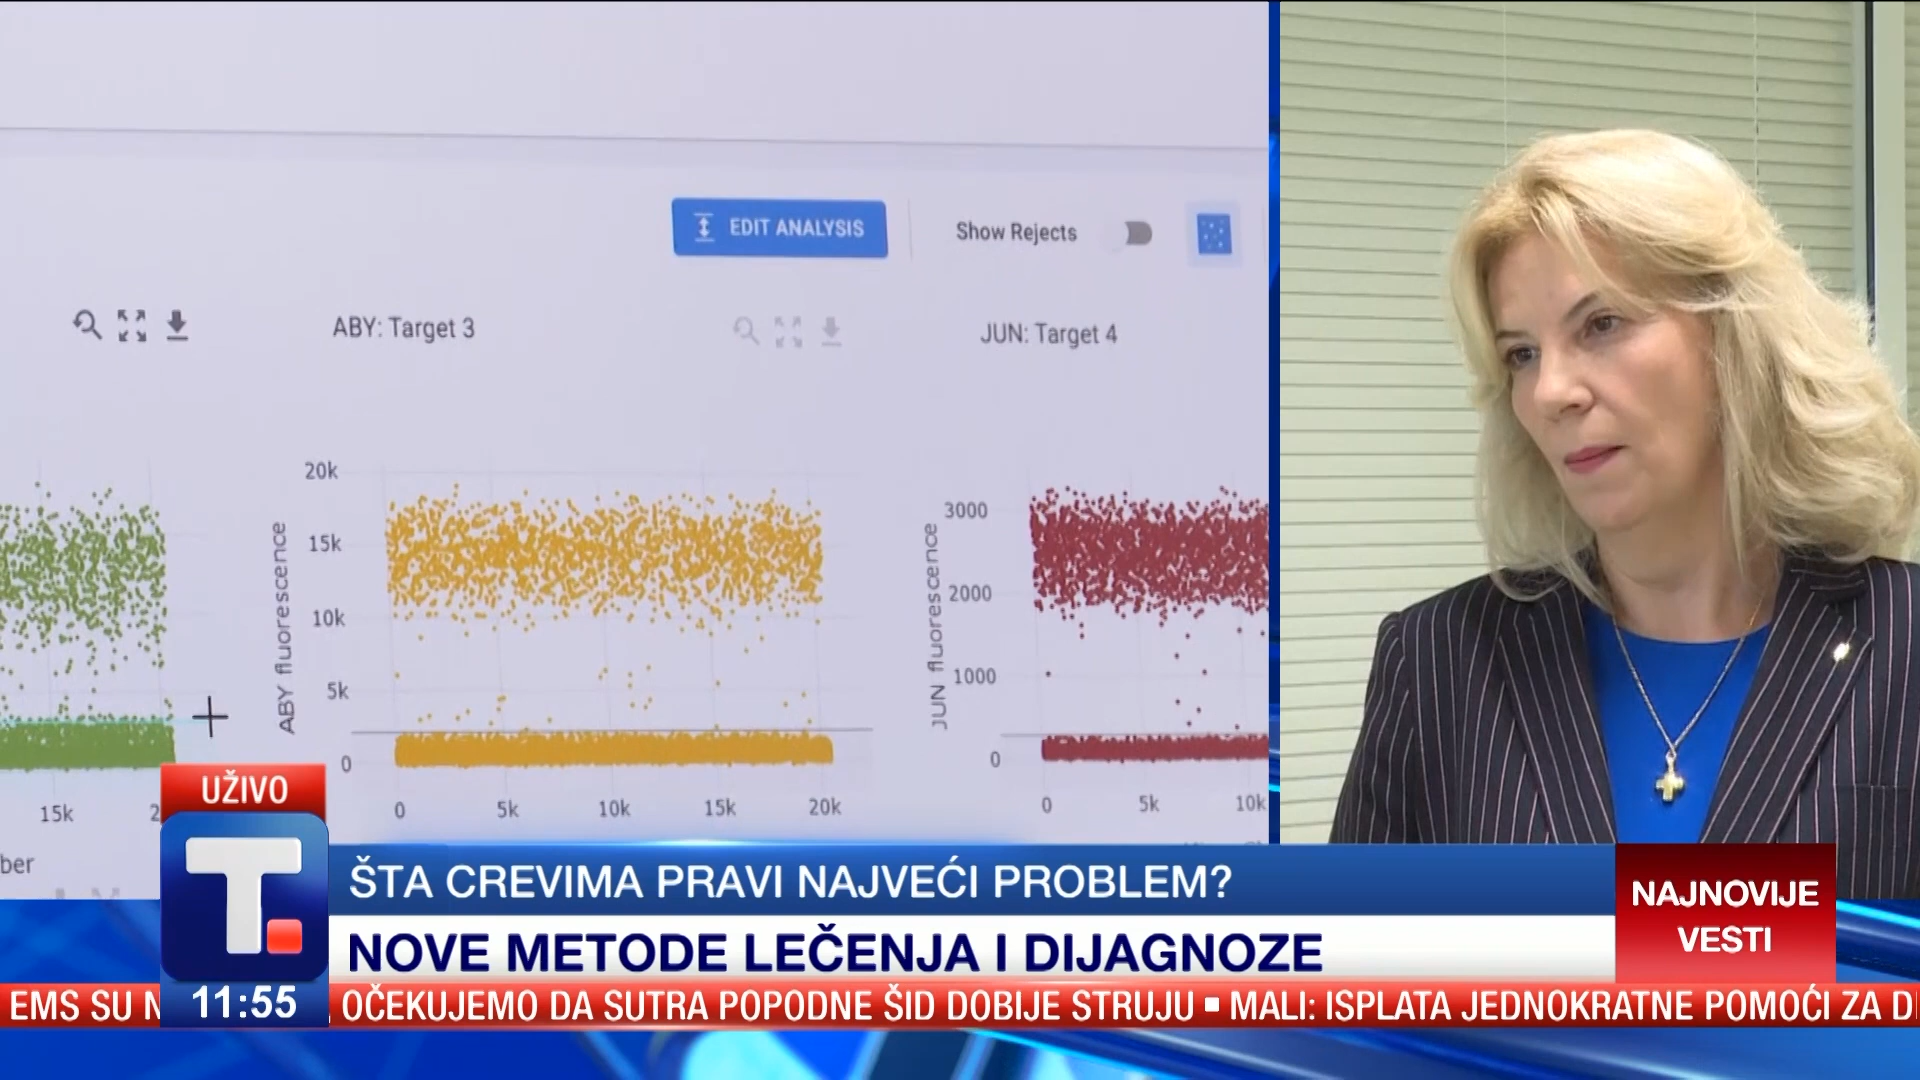 EDIT ANALYSIS
Show Rejects
ABY: Target 3
JUN: Target 4
20k
15k
10k
5k
0
ABY fluorescence
0
5k
10k
15k
20k
3000
2000
1000
0
JUN fluorescence
0
5k
10k
15k
2
ber
UŽIVO
T.
ŠTA CREVIMA PRAVI NAJVEĆI PROBLEM?
NOVE METODE LEČENJA I DIJAGNOZE
NAJNOVIJE
VESTI
11:55
EMS SU N , OČEKUJEMO DA SUTRA POPODNE ŠID DOBIJE STRUJU ▪ MALI: ISPLATA JEDNOKRATNE POMOĆI ZA D